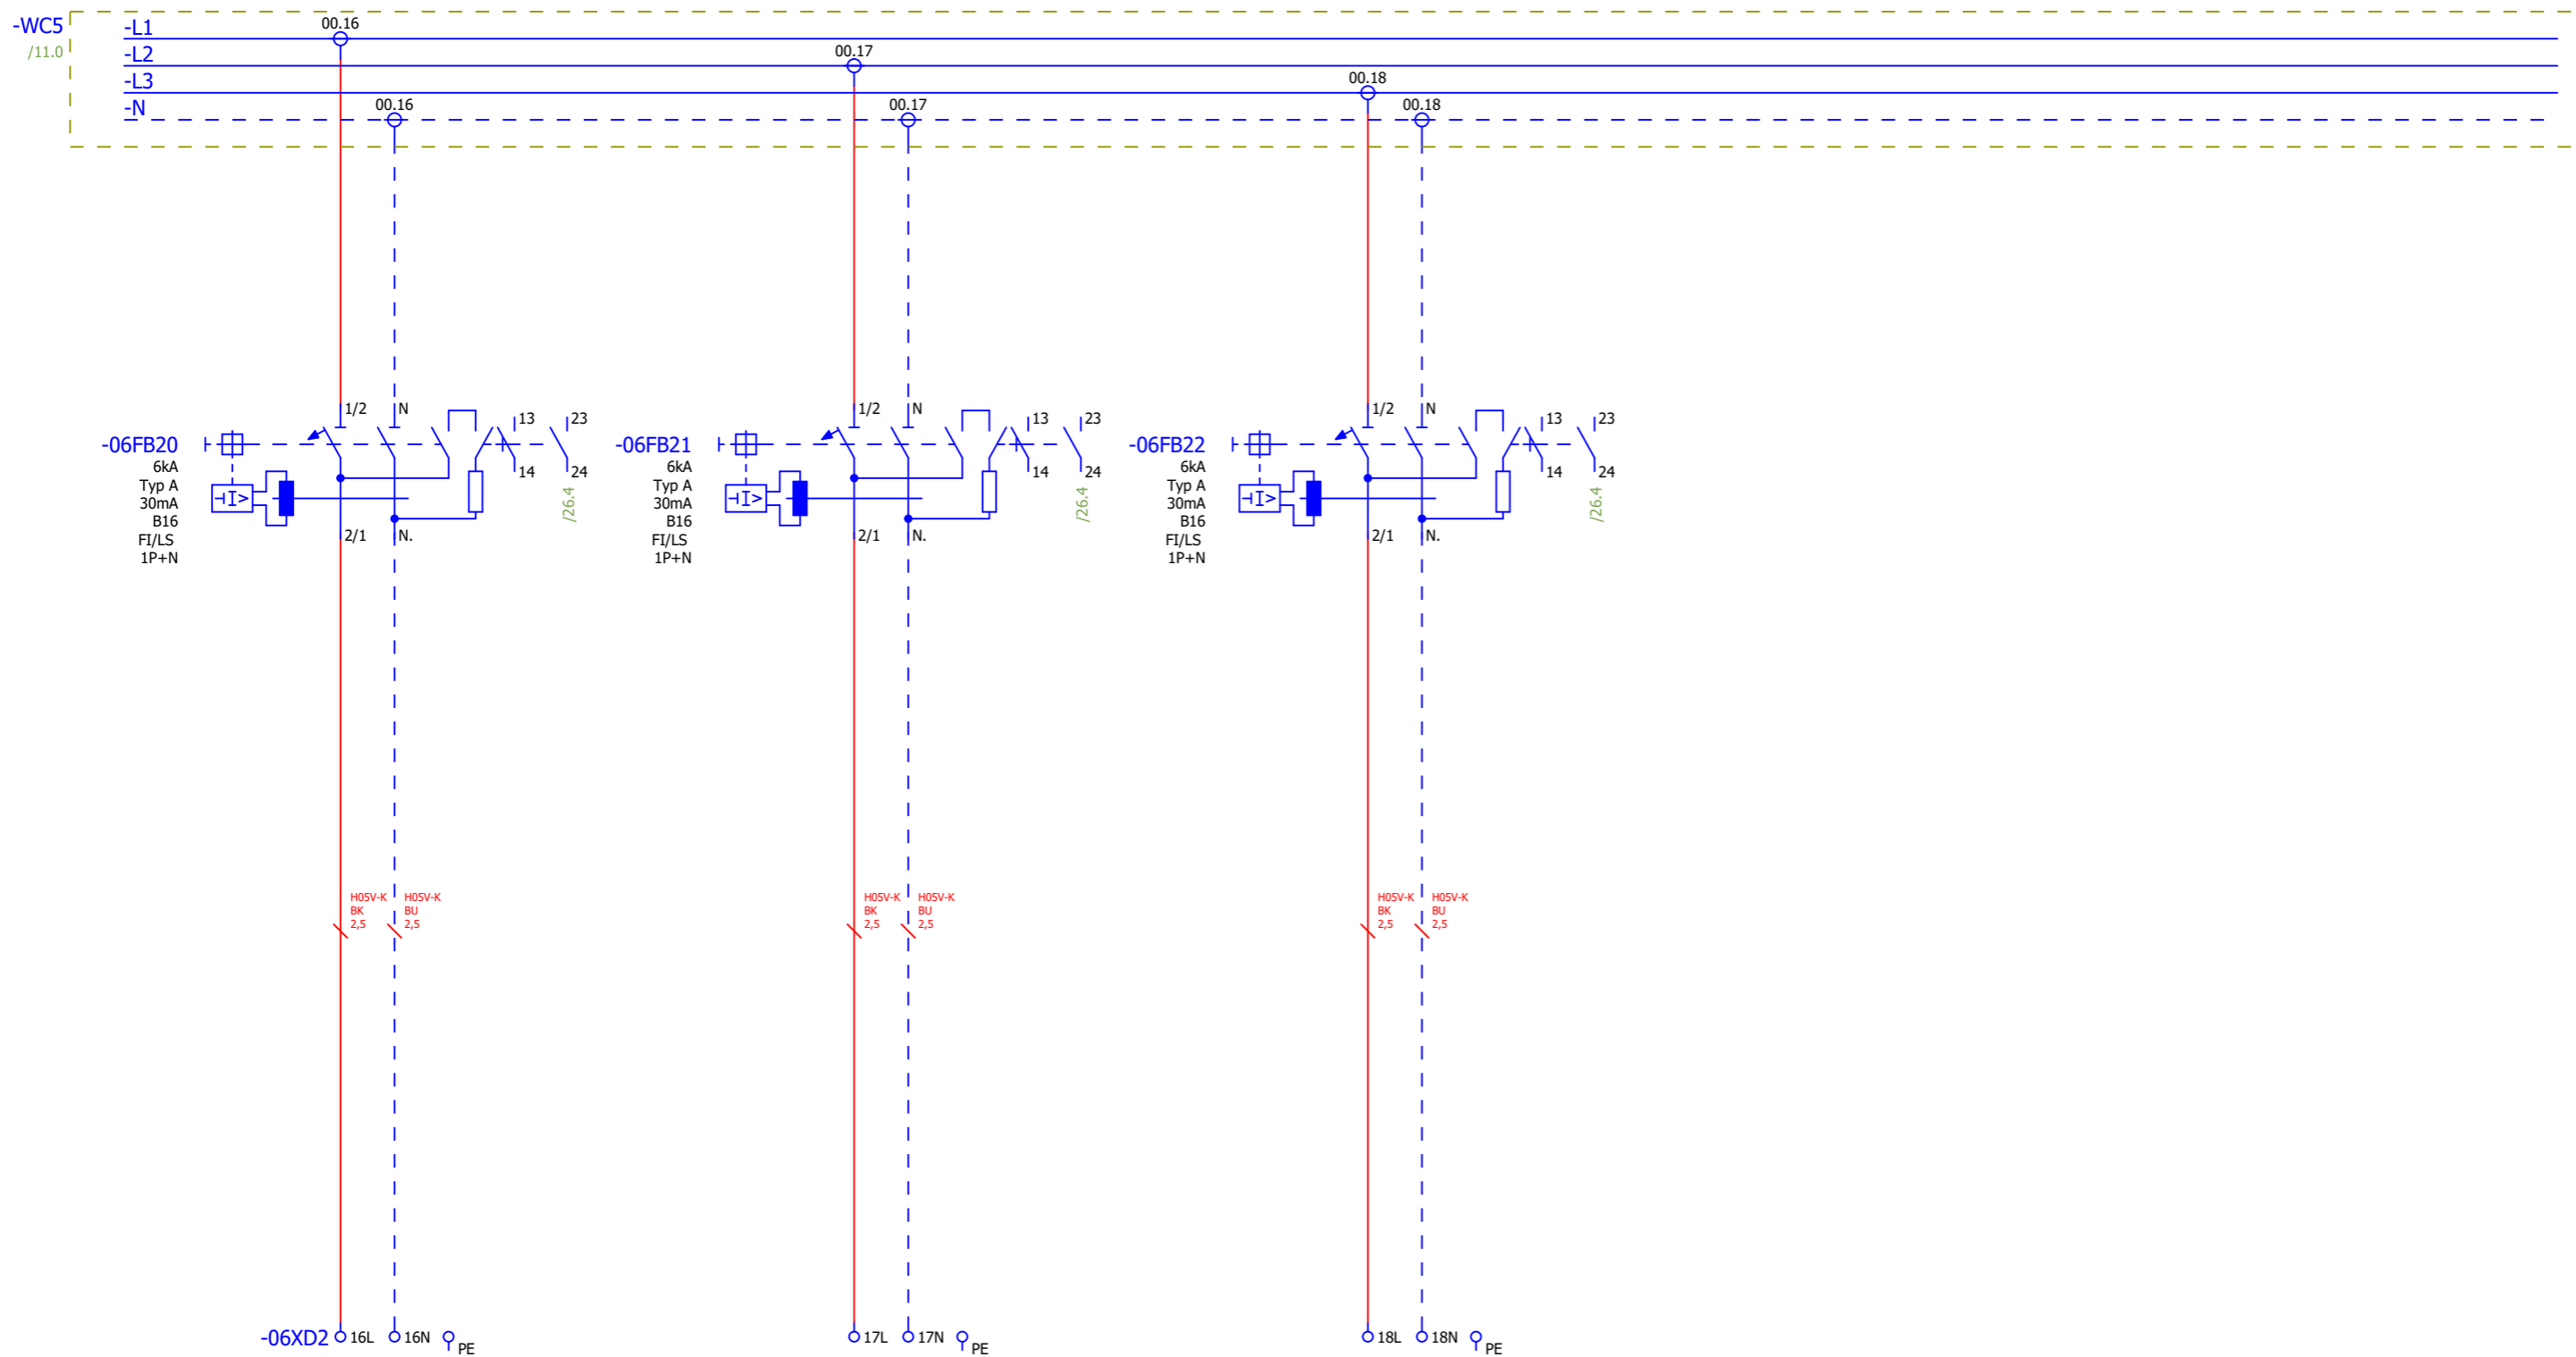 -WC5
/11.0
-L1
-L2
-L3
-N
00.16
00.16
00.17
00.17
00.18
00.18
-06FB20
6kA
Typ A
30mA
B16
FI/LS
1P+N
1/2
N
13
23
14
24
/26.4
I>
2/1
N.
-06FB21
6kA
Typ A
30mA
B16
FI/LS
1P+N
1/2
N
13
23
14
24
/26.4
I>
2/1
N.
-06FB22
6kA
Typ A
30mA
B16
FI/LS
1P+N
1/2
N
13
23
14
24
/26.4
I>
2/1
N.
H05V-K
BK
2,5
H05V-K
BU
2,5
H05V-K
BK
2,5
H05V-K
BU
2,5
H05V-K
BK
2,5
H05V-K
BU
2,5
-06XD2
16L
16N
PE
17L
17N
PE
18L
18N
PE